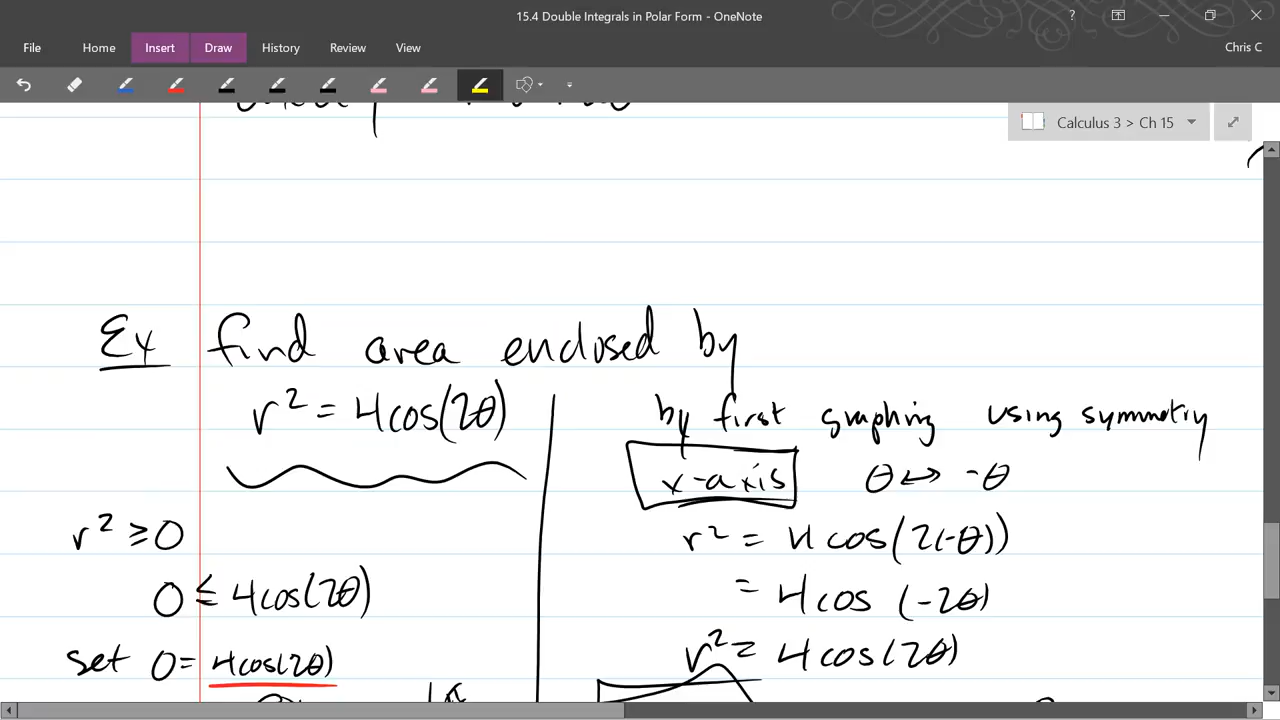 15.4 Double Integrals in Polar Form - OneNote
File Home Insert Draw History Review View Chris C
Calculus 3 > Ch 15
Ex find area enclosed by
r² = 4cos(2θ)
r² ≥ 0
0 ≤ 4cos(2θ)
set 0 = 4cos(2θ)
by first graphing using symmetry
x-axis θ ↔ -θ
r² = 4cos(2(-θ))
= 4cos (-2θ)
r² = 4cos(2θ)